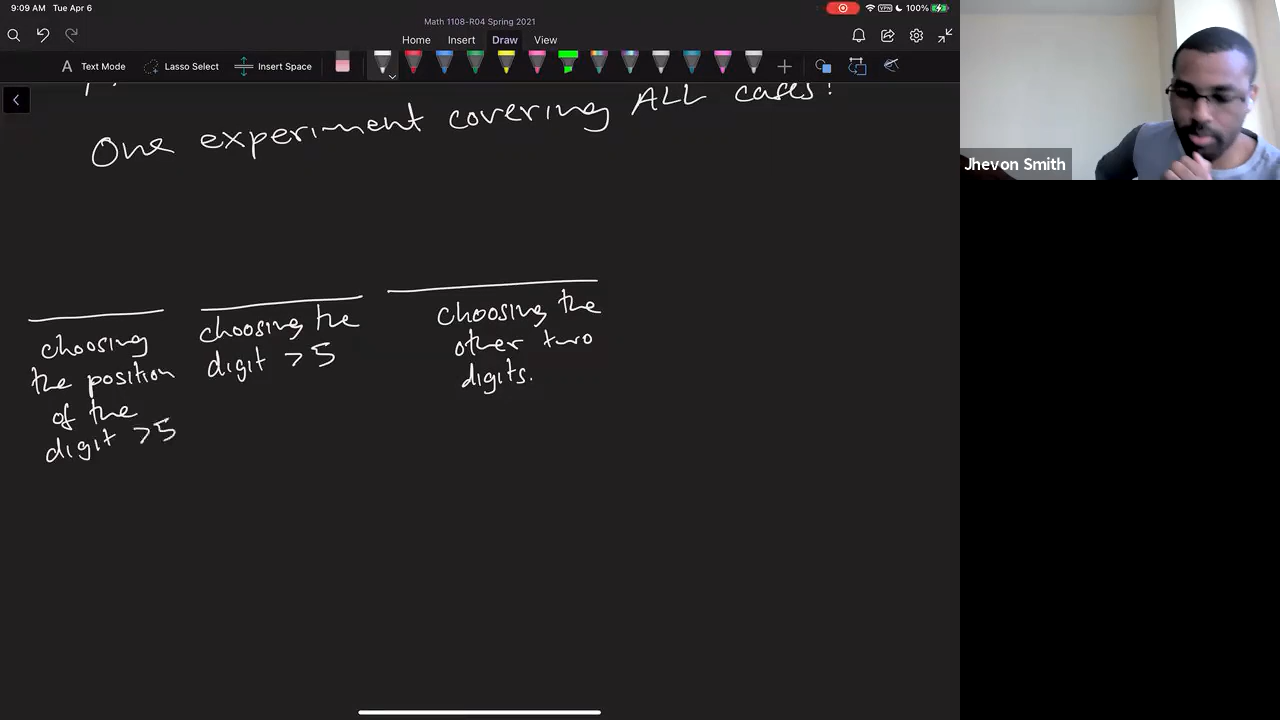 9:09 AM Tue Apr 6
100%
Math 1108-R04 Spring 2021
Home Insert Draw View
Text Mode Lasso Select Insert Space
One experiment covering ALL cases!
choosing the position of the digit > 5
choosing the digit > 5
choosing the other two digits.
Jhevon Smith